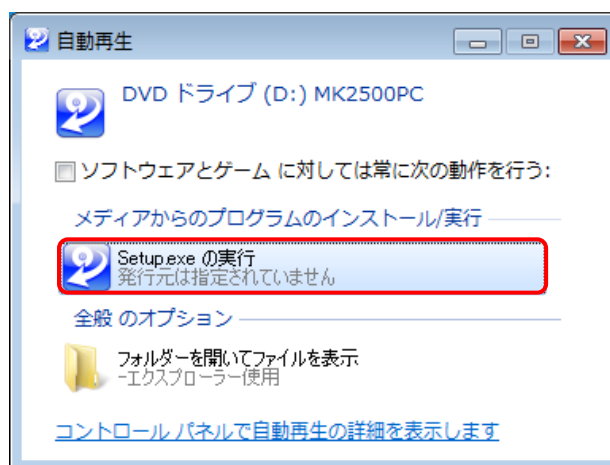 自動再生
DVD ドライブ (D:) MK2500PC
ソフトウェアとゲーム に対しては常に次の動作を行う:
メディアからのプログラムのインストール/実行
Setup.exe の実行
発行元は指定されていません
全般 のオプション
フォルダーを開いてファイルを表示
-エクスプローラー使用
コントロール パネルで自動再生の詳細を表示します